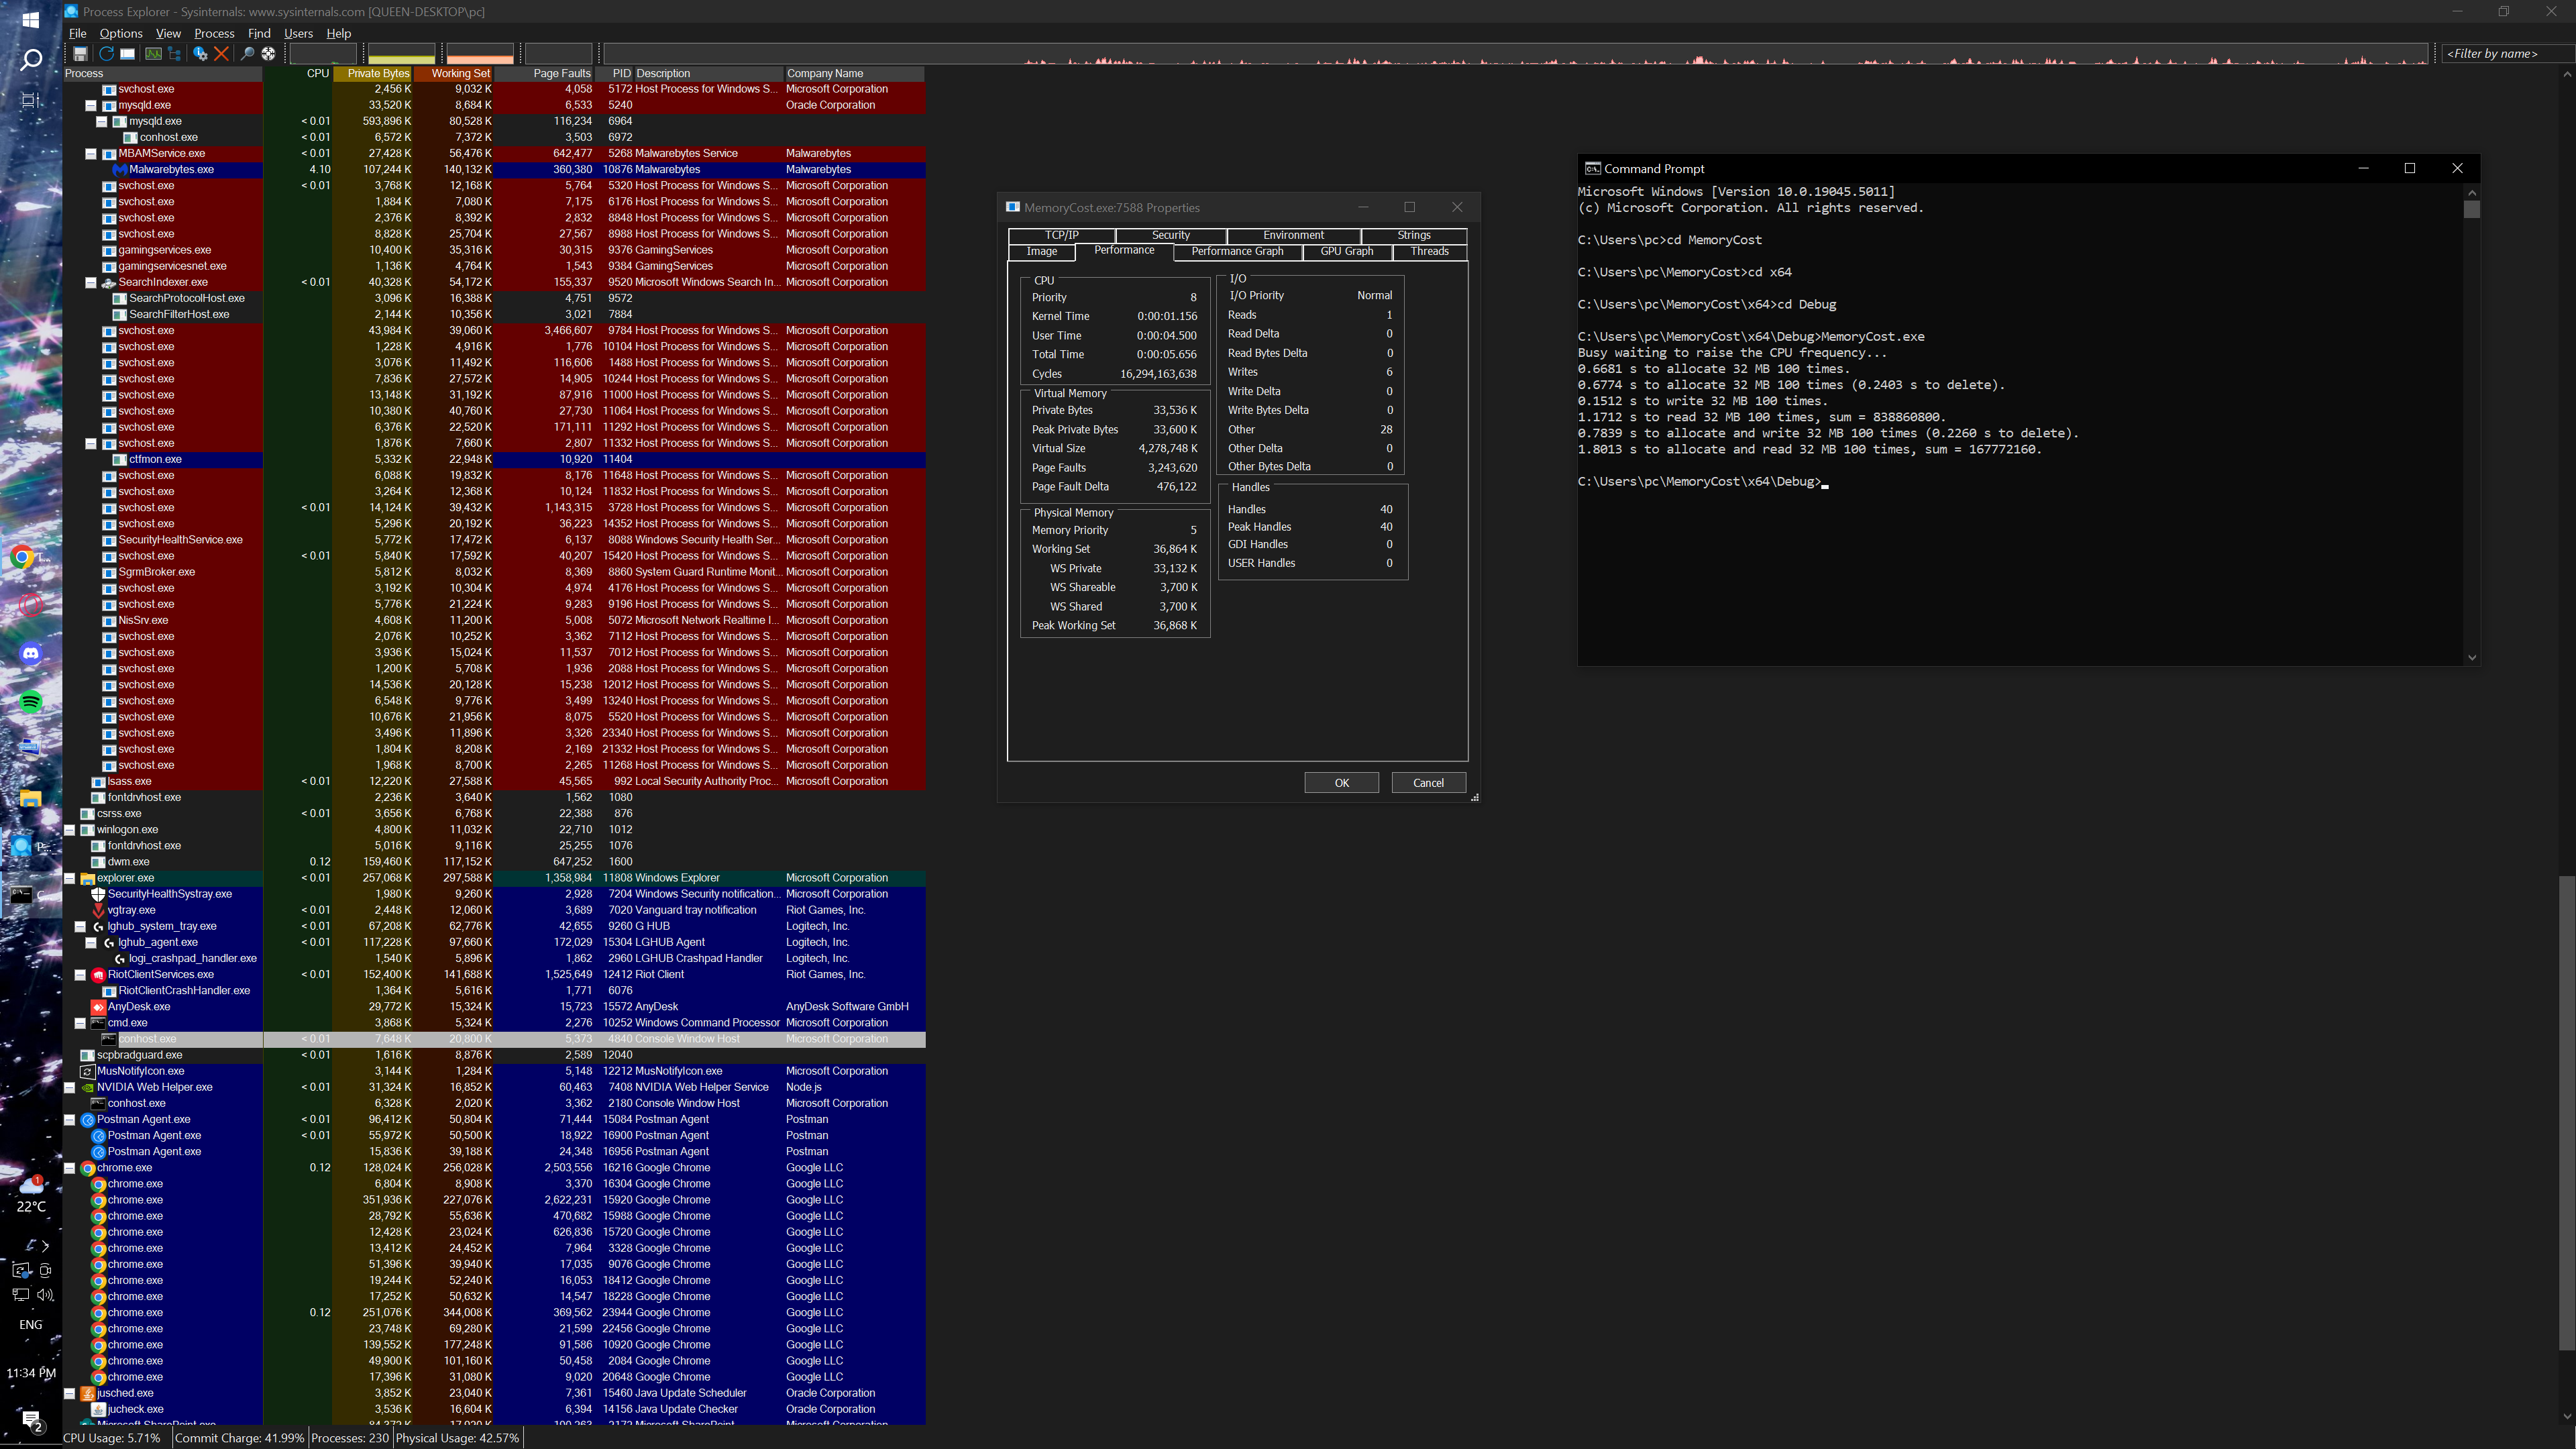 Process Explorer - Sysinternals: www.sysinternals.com [QUEEN-DESKTOP\pc]
File Options View Process Find Users Help
<Filter by name>
Process CPU Private Bytes Working Set Page Faults PID Description Company Name
svchost.exe 2,456 K 9,032 K 4,058 5172 Host Process for Windows S... Microsoft Corporation
mysqld.exe 33,520 K 8,684 K 6,533 5240 Oracle Corporation
mysqld.exe < 0.01 593,896 K 80,528 K 116,234 6964
conhost.exe < 0.01 6,572 K 7,372 K 3,503 6972
MBAMService.exe < 0.01 27,428 K 56,476 K 642,477 5268 Malwarebytes Service Malwarebytes
Malwarebytes.exe 4.10 107,244 K 140,132 K 360,380 10876 Malwarebytes Malwarebytes
svchost.exe < 0.01 3,768 K 12,168 K 5,764 5320 Host Process for Windows S... Microsoft Corporation
svchost.exe 1,884 K 7,080 K 7,175 6176 Host Process for Windows S... Microsoft Corporation
svchost.exe 2,376 K 8,392 K 2,832 8848 Host Process for Windows S... Microsoft Corporation
svchost.exe 8,828 K 25,704 K 27,567 8988 Host Process for Windows S... Microsoft Corporation
gamingservices.exe 10,400 K 35,316 K 30,315 9376 GamingServices
gamingservicesnet.exe 1,136 K 4,764 K 1,543 9384 GamingServices
SearchIndexer.exe < 0.01 40,328 K 54,172 K 155,337 9520 Microsoft Windows Search In... Microsoft Corporation
SearchProtocolHost.exe 3,096 K 16,388 K 4,751 9572
SearchFilterHost.exe 2,144 K 10,356 K 3,021 7884
svchost.exe 43,984 K 39,060 K 3,466,607 9784 Host Process for Windows S... Microsoft Corporation
svchost.exe 1,228 K 4,916 K 1,776 10104 Host Process for Windows S... Microsoft Corporation
svchost.exe 3,076 K 11,492 K 116,606 1488 Host Process for Windows S... Microsoft Corporation
svchost.exe 7,836 K 27,572 K 14,905 10244 Host Process for Windows S... Microsoft Corporation
svchost.exe 13,148 K 31,192 K 87,916 11000 Host Process for Windows S... Microsoft Corporation
svchost.exe 10,380 K 40,760 K 27,730 11064 Host Process for Windows S... Microsoft Corporation
svchost.exe 6,376 K 22,520 K 171,111 11292 Host Process for Windows S... Microsoft Corporation
svchost.exe 1,876 K 7,660 K 2,807 11332 Host Process for Windows S... Microsoft Corporation
ctfmon.exe 5,332 K 22,948 K 10,920 11404
svchost.exe 6,088 K 19,832 K 8,176 11648 Host Process for Windows S... Microsoft Corporation
svchost.exe 3,264 K 12,368 K 10,124 11832 Host Process for Windows S... Microsoft Corporation
svchost.exe < 0.01 14,124 K 39,432 K 1,143,315 3728 Host Process for Windows S... Microsoft Corporation
svchost.exe 5,296 K 20,192 K 36,223 14352 Host Process for Windows S... Microsoft Corporation
SecurityHealthService.exe 5,772 K 17,472 K 6,137 8088 Windows Security Health Ser... Microsoft Corporation
svchost.exe < 0.01 5,840 K 17,592 K 40,207 15420 Host Process for Windows S... Microsoft Corporation
SgrmBroker.exe 5,812 K 8,032 K 8,369 8860 System Guard Runtime Monit... Microsoft Corporation
svchost.exe 3,192 K 10,304 K 4,974 4176 Host Process for Windows S... Microsoft Corporation
svchost.exe 5,776 K 21,224 K 9,283 9196 Host Process for Windows S... Microsoft Corporation
NisSrv.exe 4,608 K 11,200 K 5,008 5072 Microsoft Network Realtime I... Microsoft Corporation
svchost.exe 2,076 K 10,252 K 3,362 7112 Host Process for Windows S... Microsoft Corporation
svchost.exe 3,936 K 15,024 K 11,537 7012 Host Process for Windows S... Microsoft Corporation
svchost.exe 1,200 K 5,708 K 1,936 2088 Host Process for Windows S... Microsoft Corporation
svchost.exe 14,536 K 20,128 K 15,238 12012 Host Process for Windows S... Microsoft Corporation
svchost.exe 6,548 K 9,776 K 3,499 13240 Host Process for Windows S... Microsoft Corporation
svchost.exe 10,676 K 21,956 K 8,075 5520 Host Process for Windows S... Microsoft Corporation
svchost.exe 3,496 K 11,896 K 3,326 23340 Host Process for Windows S... Microsoft Corporation
svchost.exe 1,804 K 8,208 K 2,169 21332 Host Process for Windows S... Microsoft Corporation
svchost.exe 1,968 K 8,700 K 2,265 11268 Host Process for Windows S... Microsoft Corporation
lsass.exe < 0.01 12,220 K 27,588 K 45,565 992 Local Security Authority Proc... Microsoft Corporation
fontdrvhost.exe 2,236 K 3,640 K 1,562 1080
csrss.exe < 0.01 3,656 K 6,768 K 22,388 876
winlogon.exe 4,800 K 11,032 K 22,710 1012
fontdrvhost.exe 5,016 K 9,116 K 25,255 1076
dwm.exe 0.12 159,460 K 117,152 K 647,252 1600
explorer.exe < 0.01 257,068 K 297,588 K 1,358,984 11808 Windows Explorer Microsoft Corporation
SecurityHealthSystray.exe 1,980 K 9,260 K 2,928 7204 Windows Security notification... Microsoft Corporation
vgtray.exe < 0.01 2,448 K 12,060 K 3,689 7020 Vanguard tray notification Riot Games, Inc.
lghub_system_tray.exe < 0.01 67,208 K 62,776 K 42,655 9260 G HUB Logitech, Inc.
lghub_agent.exe < 0.01 117,228 K 97,660 K 172,029 15304 LGHUB Agent Logitech, Inc.
logi_crashpad_handler.exe 1,540 K 5,896 K 1,862 2960 LGHUB Crashpad Handler Logitech, Inc.
RiotClientServices.exe < 0.01 152,400 K 141,688 K 1,525,649 12412 Riot Client Riot Games, Inc.
RiotClientCrashHandler.exe 1,364 K 5,616 K 1,771 6076
AnyDesk.exe 29,772 K 15,324 K 15,723 15572 AnyDesk AnyDesk Software GmbH
cmd.exe 3,868 K 5,324 K 2,276 10252 Windows Command Processor Microsoft Corporation
conhost.exe < 0.01 7,648 K 20,800 K 5,373 4840 Console Window Host Microsoft Corporation
scpbradguard.exe < 0.01 1,616 K 8,876 K 2,589 12040
MusNotifyIcon.exe 3,144 K 1,284 K 5,148 12212 MusNotifyIcon.exe Microsoft Corporation
NVIDIA Web Helper.exe < 0.01 31,324 K 16,852 K 60,463 7408 NVIDIA Web Helper Service Node.js
conhost.exe 6,328 K 2,020 K 3,362 2180 Console Window Host Microsoft Corporation
Postman Agent.exe < 0.01 96,412 K 50,804 K 71,444 15084 Postman Agent Postman
Postman Agent.exe < 0.01 55,972 K 50,500 K 18,922 16900 Postman Agent Postman
Postman Agent.exe 15,836 K 39,188 K 24,348 16956 Postman Agent Postman
chrome.exe 0.12 128,024 K 256,028 K 2,503,556 16216 Google Chrome Google LLC
chrome.exe 6,804 K 8,908 K 3,370 16304 Google Chrome Google LLC
chrome.exe 351,936 K 227,076 K 2,622,231 15920 Google Chrome Google LLC
chrome.exe 28,792 K 55,636 K 470,682 15988 Google Chrome Google LLC
chrome.exe 12,428 K 23,024 K 626,836 15720 Google Chrome Google LLC
chrome.exe 13,412 K 24,452 K 7,964 3328 Google Chrome Google LLC
chrome.exe 51,396 K 39,940 K 17,035 9076 Google Chrome Google LLC
chrome.exe 19,244 K 52,240 K 16,053 18412 Google Chrome Google LLC
chrome.exe 17,252 K 50,632 K 14,547 18228 Google Chrome Google LLC
chrome.exe 0.12 251,076 K 344,008 K 369,562 23944 Google Chrome Google LLC
chrome.exe 23,748 K 69,280 K 21,599 22456 Google Chrome Google LLC
chrome.exe 139,552 K 177,248 K 91,586 10920 Google Chrome Google LLC
chrome.exe 49,900 K 101,160 K 50,458 2084 Google Chrome Google LLC
chrome.exe 17,396 K 31,080 K 9,020 20648 Google Chrome Google LLC
jusched.exe 3,852 K 23,040 K 7,361 15460 Java Update Scheduler Oracle Corporation
jucheck.exe 3,536 K 16,604 K 6,394 14156 Java Update Checker Oracle Corporation
Microsoft.SharePoint.exe 84,372 K 17,920 K 190,263 2172 Microsoft SharePoint Microsoft Corporation
CPU Usage: 5.71% Commit Charge: 41.99% Processes: 230 Physical Usage: 42.57%
MemoryCost.exe:7588 Properties
TCP/IP Security Environment Strings
Image Performance Performance Graph GPU Graph Threads
CPU
Priority 8
Kernel Time 0:00:01.156
User Time 0:00:04.500
Total Time 0:00:05.656
Cycles 16,294,163,638
Virtual Memory
Private Bytes 33,536 K
Peak Private Bytes 33,600 K
Virtual Size 4,278,748 K
Page Faults 3,243,620
Page Fault Delta 476,122
Physical Memory
Memory Priority 5
Working Set 36,864 K
WS Private 33,132 K
WS Shareable 3,700 K
WS Shared 3,700 K
Peak Working Set 36,868 K
I/O
I/O Priority Normal
Reads 1
Read Delta 0
Read Bytes Delta 0
Writes 6
Write Delta 0
Write Bytes Delta 0
Other 28
Other Delta 0
Other Bytes Delta 0
Handles
Handles 40
Peak Handles 40
GDI Handles 0
USER Handles 0
OK Cancel
Command Prompt
Microsoft Windows [Version 10.0.19045.5011]
(c) Microsoft Corporation. All rights reserved.
C:\Users\pc>cd MemoryCost
C:\Users\pc\MemoryCost>cd x64
C:\Users\pc\MemoryCost\x64>cd Debug
C:\Users\pc\MemoryCost\x64\Debug>MemoryCost.exe
Busy waiting to raise the CPU frequency...
0.6681 s to allocate 32 MB 100 times.
0.6774 s to allocate 32 MB 100 times (0.2403 s to delete).
0.1512 s to write 32 MB 100 times.
1.1712 s to read 32 MB 100 times, sum = 838860800.
0.7839 s to allocate and write 32 MB 100 times (0.2260 s to delete).
1.8013 s to allocate and read 32 MB 100 times, sum = 167772160.
C:\Users\pc\MemoryCost\x64\Debug>
T...
P...
C...
1
22°C
ENG
11:34 PM
2